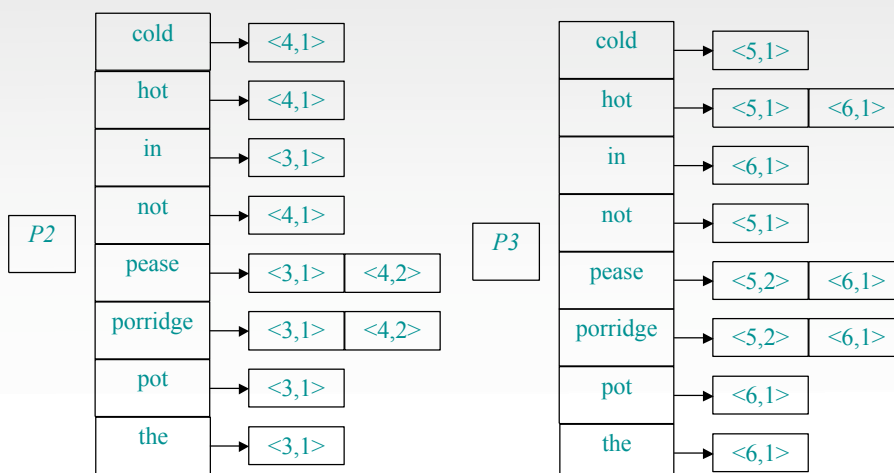 P2
cold <4,1>
hot <4,1>
in <3,1>
not <4,1>
pease <3,1> <4,2>
porridge <3,1> <4,2>
pot <3,1>
the <3,1>
P3
cold <5,1>
hot <5,1> <6,1>
in <6,1>
not <5,1>
pease <5,2> <6,1>
porridge <5,2> <6,1>
pot <6,1>
the <6,1>